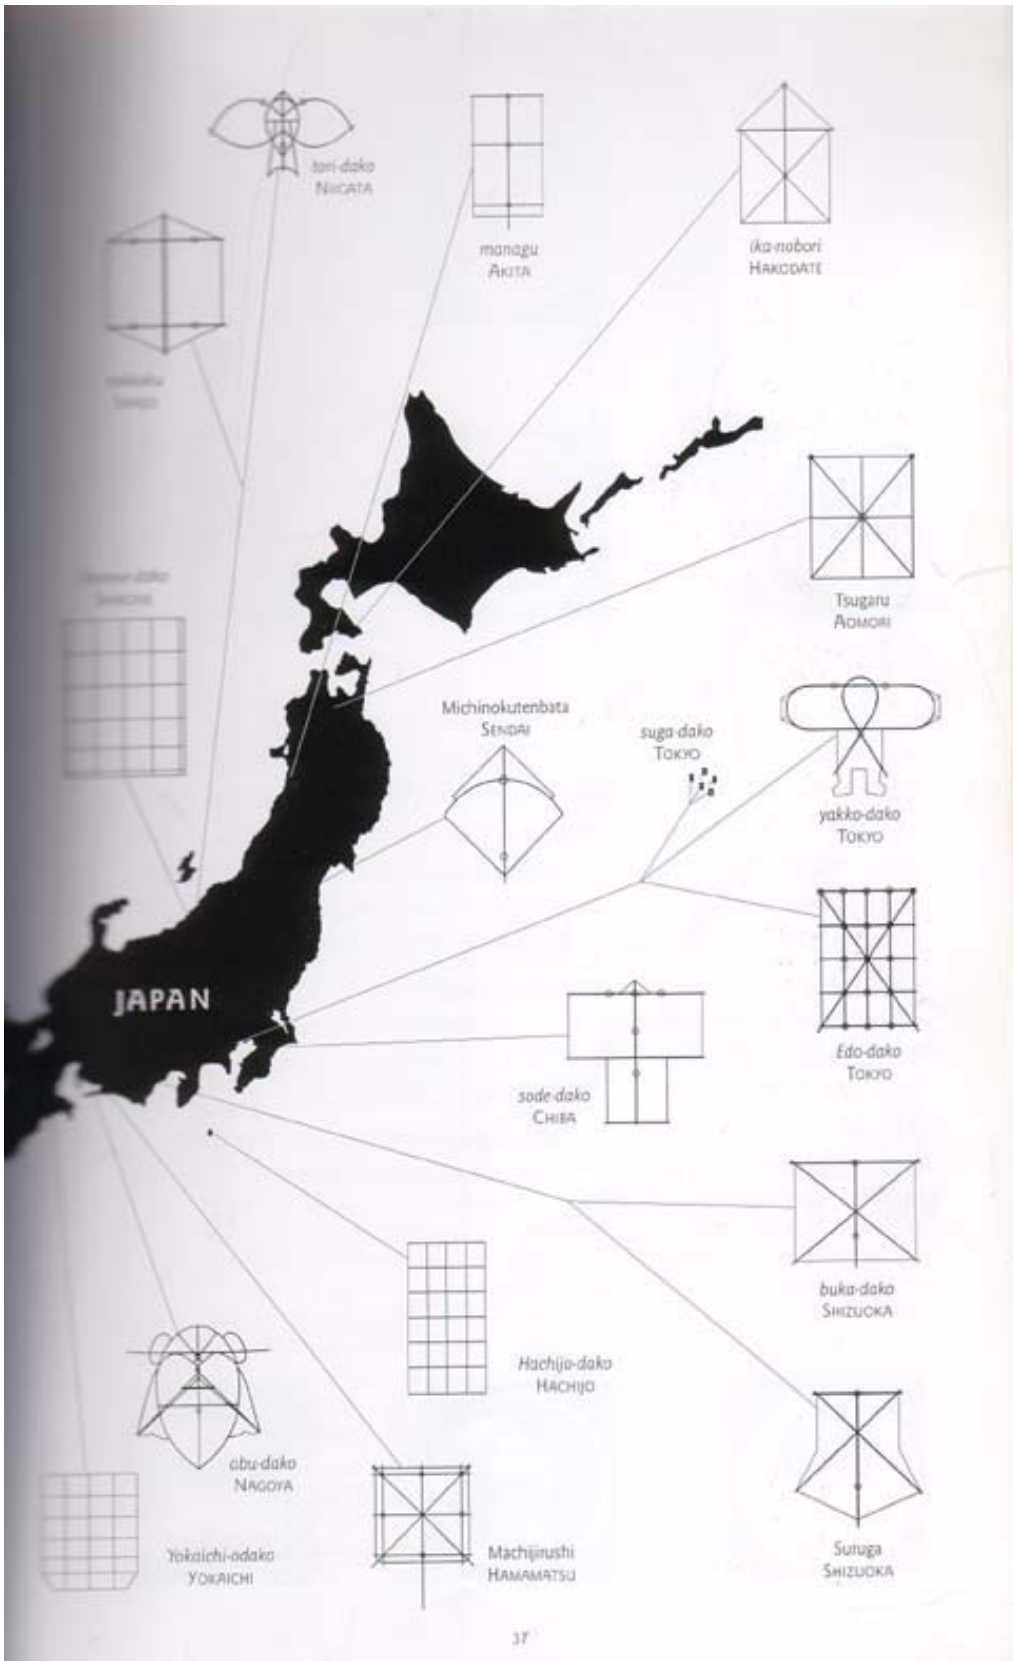 tori-dako
NIIGATA
managu
AKITA
ika-nobori
HAKODATE
Tsugaru
AOMORI
Michinokutenbata
SENDAI
suga-dako
TOKYO
yakko-dako
TOKYO
JAPAN
Edo-dako
TOKYO
sode-dako
CHIBA
buka-dako
SHIZUOKA
Hachijo-dako
HACHIJO
abu-dako
NAGOYA
Yokaichi-odako
YOKAICHI
Machijirushi
HAMAMATSU
Suruga
SHIZUOKA
37